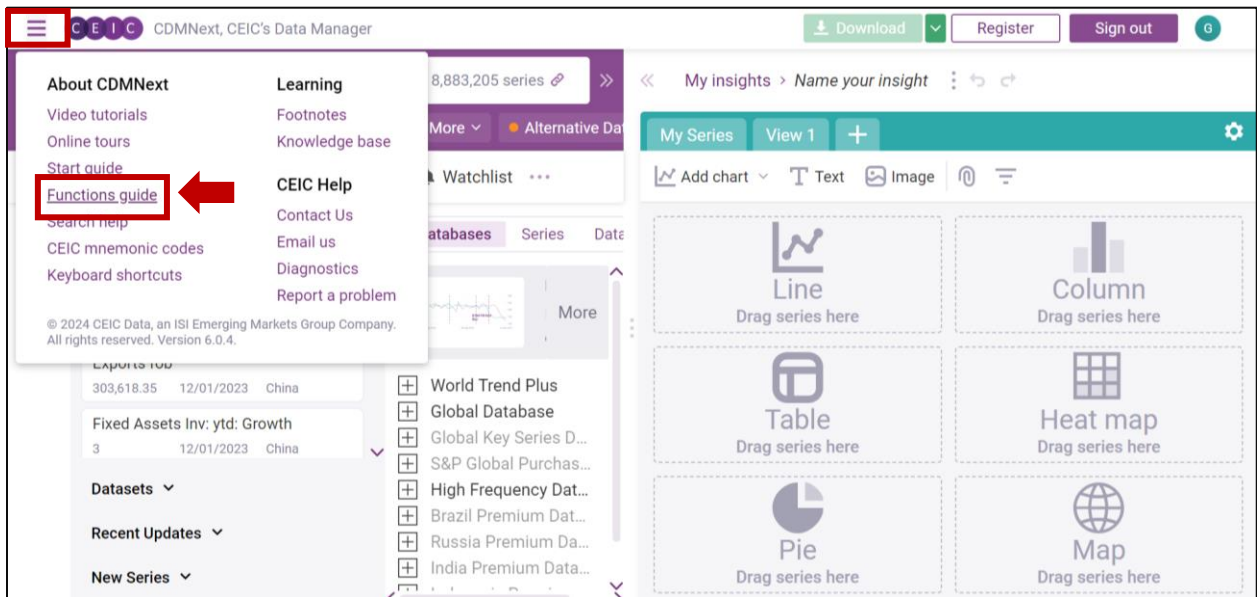 CEIC CDMNext, CEIC's Data Manager
Download
Register
Sign out
G
About CDMNext
Video tutorials
Online tours
Start guide
Functions guide
Search help
CEIC mnemonic codes
Keyboard shortcuts
Learning
Footnotes
Knowledge base
CEIC Help
Contact Us
Email us
Diagnostics
Report a problem
© 2024 CEIC Data, an ISI Emerging Markets Group Company.
All rights reserved. Version 6.0.4.
8,883,205 series
More
Alternative Dat
Watchlist
atabases Series Data
More
Exports fob
303,618.35 12/01/2023 China
Fixed Assets Inv: ytd: Growth
3 12/01/2023 China
Datasets
Recent Updates
New Series
World Trend Plus
Global Database
Global Key Series D...
S&P Global Purchas...
High Frequency Dat...
Brazil Premium Dat...
Russia Premium Da...
India Premium Data...
My insights > Name your insight
My Series View 1
Add chart Text Image
Line
Drag series here
Column
Drag series here
Table
Drag series here
Heat map
Drag series here
Pie
Drag series here
Map
Drag series here